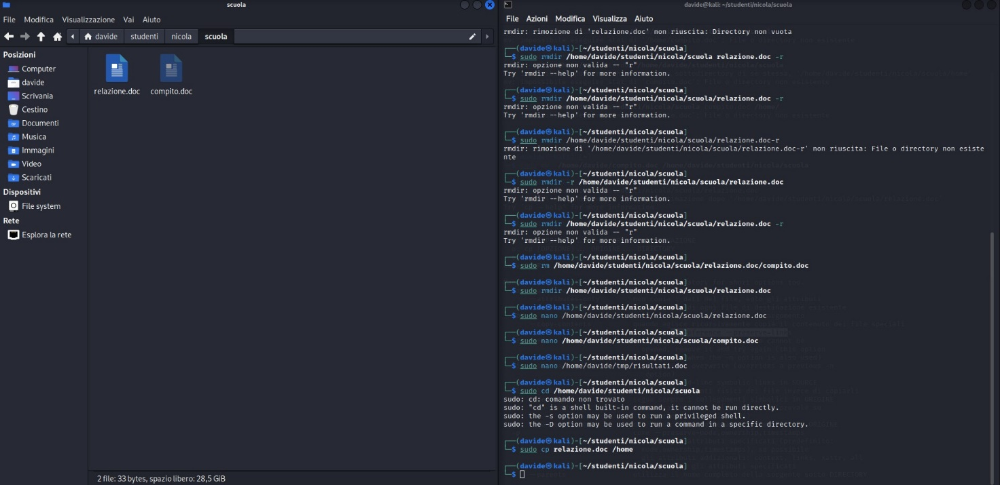 scuola
File Modifica Visualizzazione Vai Aiuto
davide studenti nicola scuola
Posizioni
Computer
davide
Scrivania
Cestino
Documenti
Musica
Immagini
Video
Scaricati
Dispositivi
File system
Rete
Esplora la rete
relazione.doc compito.doc
2 file: 33 bytes, spazio libero: 28,5 GiB
davide@kali: ~/studenti/nicola/scuola
File Azioni Modifica Visualizza Aiuto
rmdir: rimozione di 'relazione.doc' non riuscita: Directory non vuota
┌──(davide㉿kali)-[~/studenti/nicola/scuola]
└─$ sudo rmdir /home/davide/studenti/nicola/scuola relazione.doc -r
rmdir: opzione non valida -- "r"
Try 'rmdir --help' for more information.
┌──(davide㉿kali)-[~/studenti/nicola/scuola]
└─$ sudo rmdir /home/davide/studenti/nicola/scuola/relazione.doc -r
rmdir: opzione non valida -- "r"
Try 'rmdir --help' for more information.
┌──(davide㉿kali)-[~/studenti/nicola/scuola]
└─$ sudo rmdir /home/davide/studenti/nicola/scuola/relazione.doc-r
rmdir: rimozione di '/home/davide/studenti/nicola/scuola/relazione.doc-r' non riuscita: File o directory non esiste
nte
┌──(davide㉿kali)-[~/studenti/nicola/scuola]
└─$ sudo rmdir -r /home/davide/studenti/nicola/scuola/relazione.doc
rmdir: opzione non valida -- "r"
Try 'rmdir --help' for more information.
┌──(davide㉿kali)-[~/studenti/nicola/scuola]
└─$ sudo rmdir /home/davide/studenti/nicola/scuola/relazione.doc -r
rmdir: opzione non valida -- "r"
Try 'rmdir --help' for more information.
┌──(davide㉿kali)-[~/studenti/nicola/scuola]
└─$ sudo rm /home/davide/studenti/nicola/scuola/relazione.doc/compito.doc
┌──(davide㉿kali)-[~/studenti/nicola/scuola]
└─$ sudo rmdir /home/davide/studenti/nicola/scuola/relazione.doc
┌──(davide㉿kali)-[~/studenti/nicola/scuola]
└─$ sudo nano /home/davide/studenti/nicola/scuola/relazione.doc
┌──(davide㉿kali)-[~/studenti/nicola/scuola]
└─$ sudo nano /home/davide/studenti/nicola/scuola/compito.doc
┌──(davide㉿kali)-[~/studenti/nicola/scuola]
└─$ sudo nano /home/davide/tmp/risultati.doc
┌──(davide㉿kali)-[~/studenti/nicola/scuola]
└─$ sudo cd /home/davide/studenti/nicola/scuola
sudo: cd: comando non trovato
sudo: "cd" is a shell built-in command, it cannot be run directly.
sudo: the -s option may be used to run a privileged shell.
sudo: the -D option may be used to run a command in a specific directory.
┌──(davide㉿kali)-[~/studenti/nicola/scuola]
└─$ sudo cp relazione.doc /home
┌──(davide㉿kali)-[~/studenti/nicola/scuola]
└─$